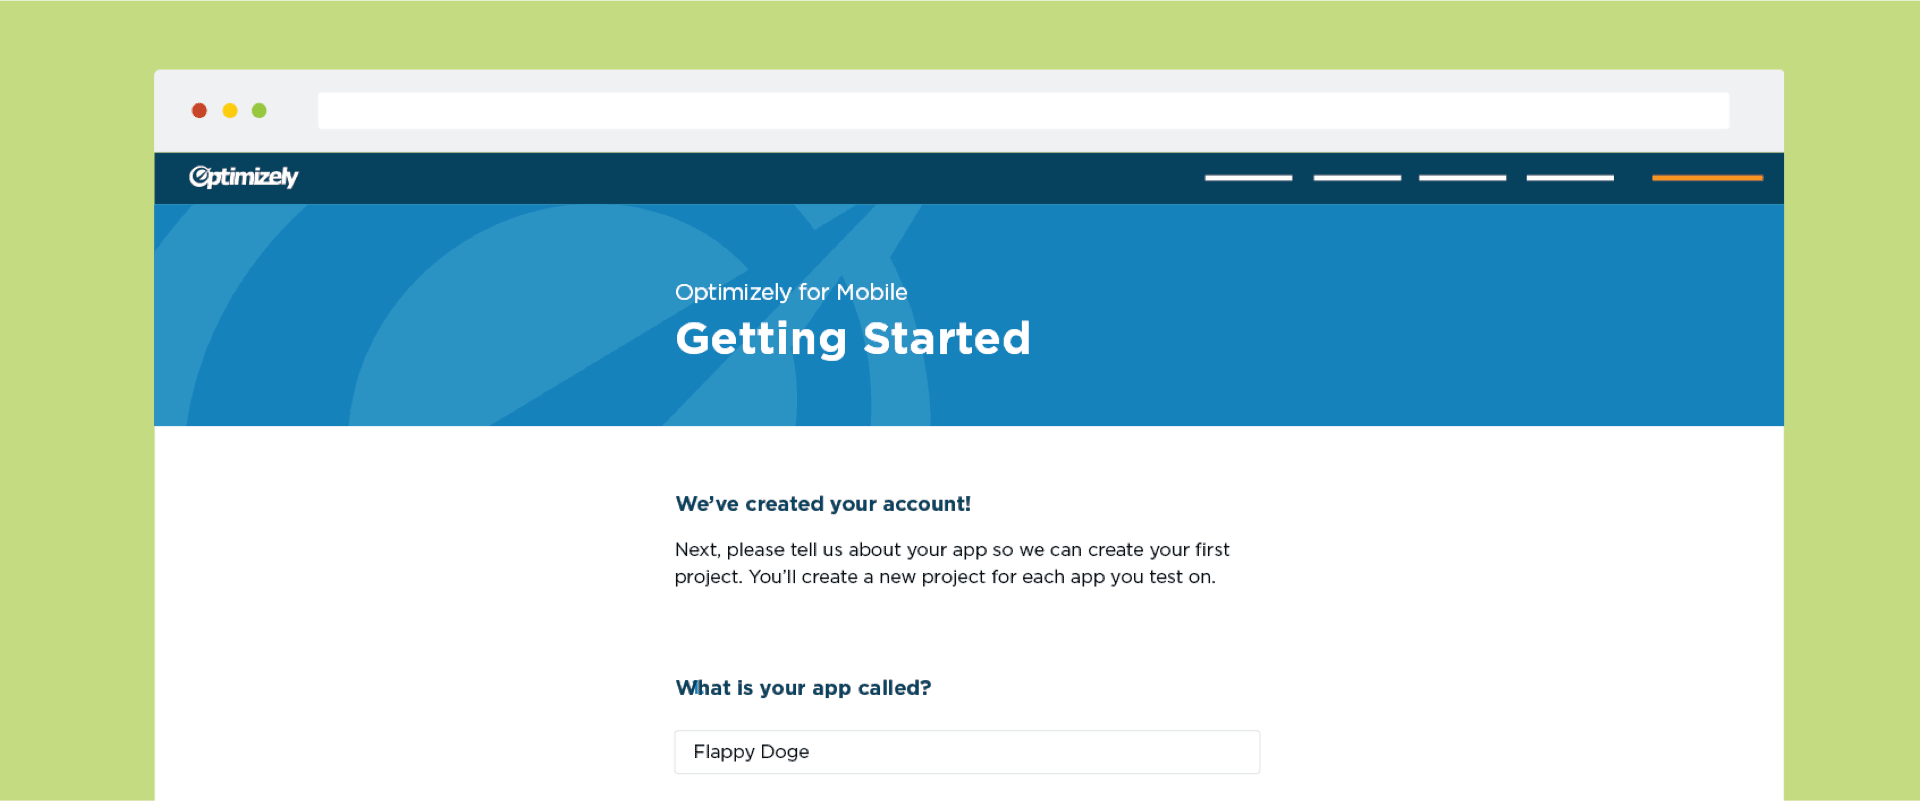 Optimizely
Optimizely for Mobile
Getting Started
We’ve created your account!
Next, please tell us about your app so we can create your first
project. You’ll create a new project for each app you test on.
What is your app called?
Flappy Doge